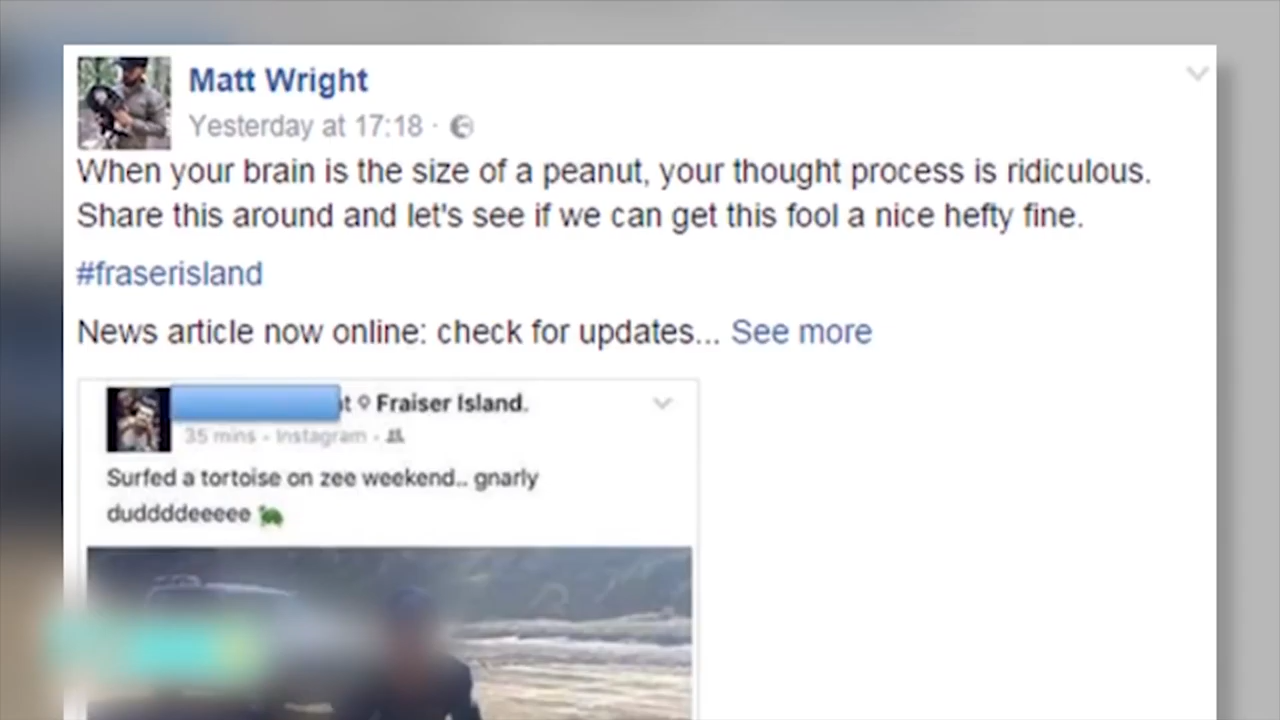 Matt Wright
Yesterday at 17:18 ·
When your brain is the size of a peanut, your thought process is ridiculous.
Share this around and let's see if we can get this fool a nice hefty fine.
#fraserisland
News article now online: check for updates... See more
Fraiser Island.
35 mins · Instagram ·
Surfed a tortoise on zee weekend.. gnarly
duddddeeeee